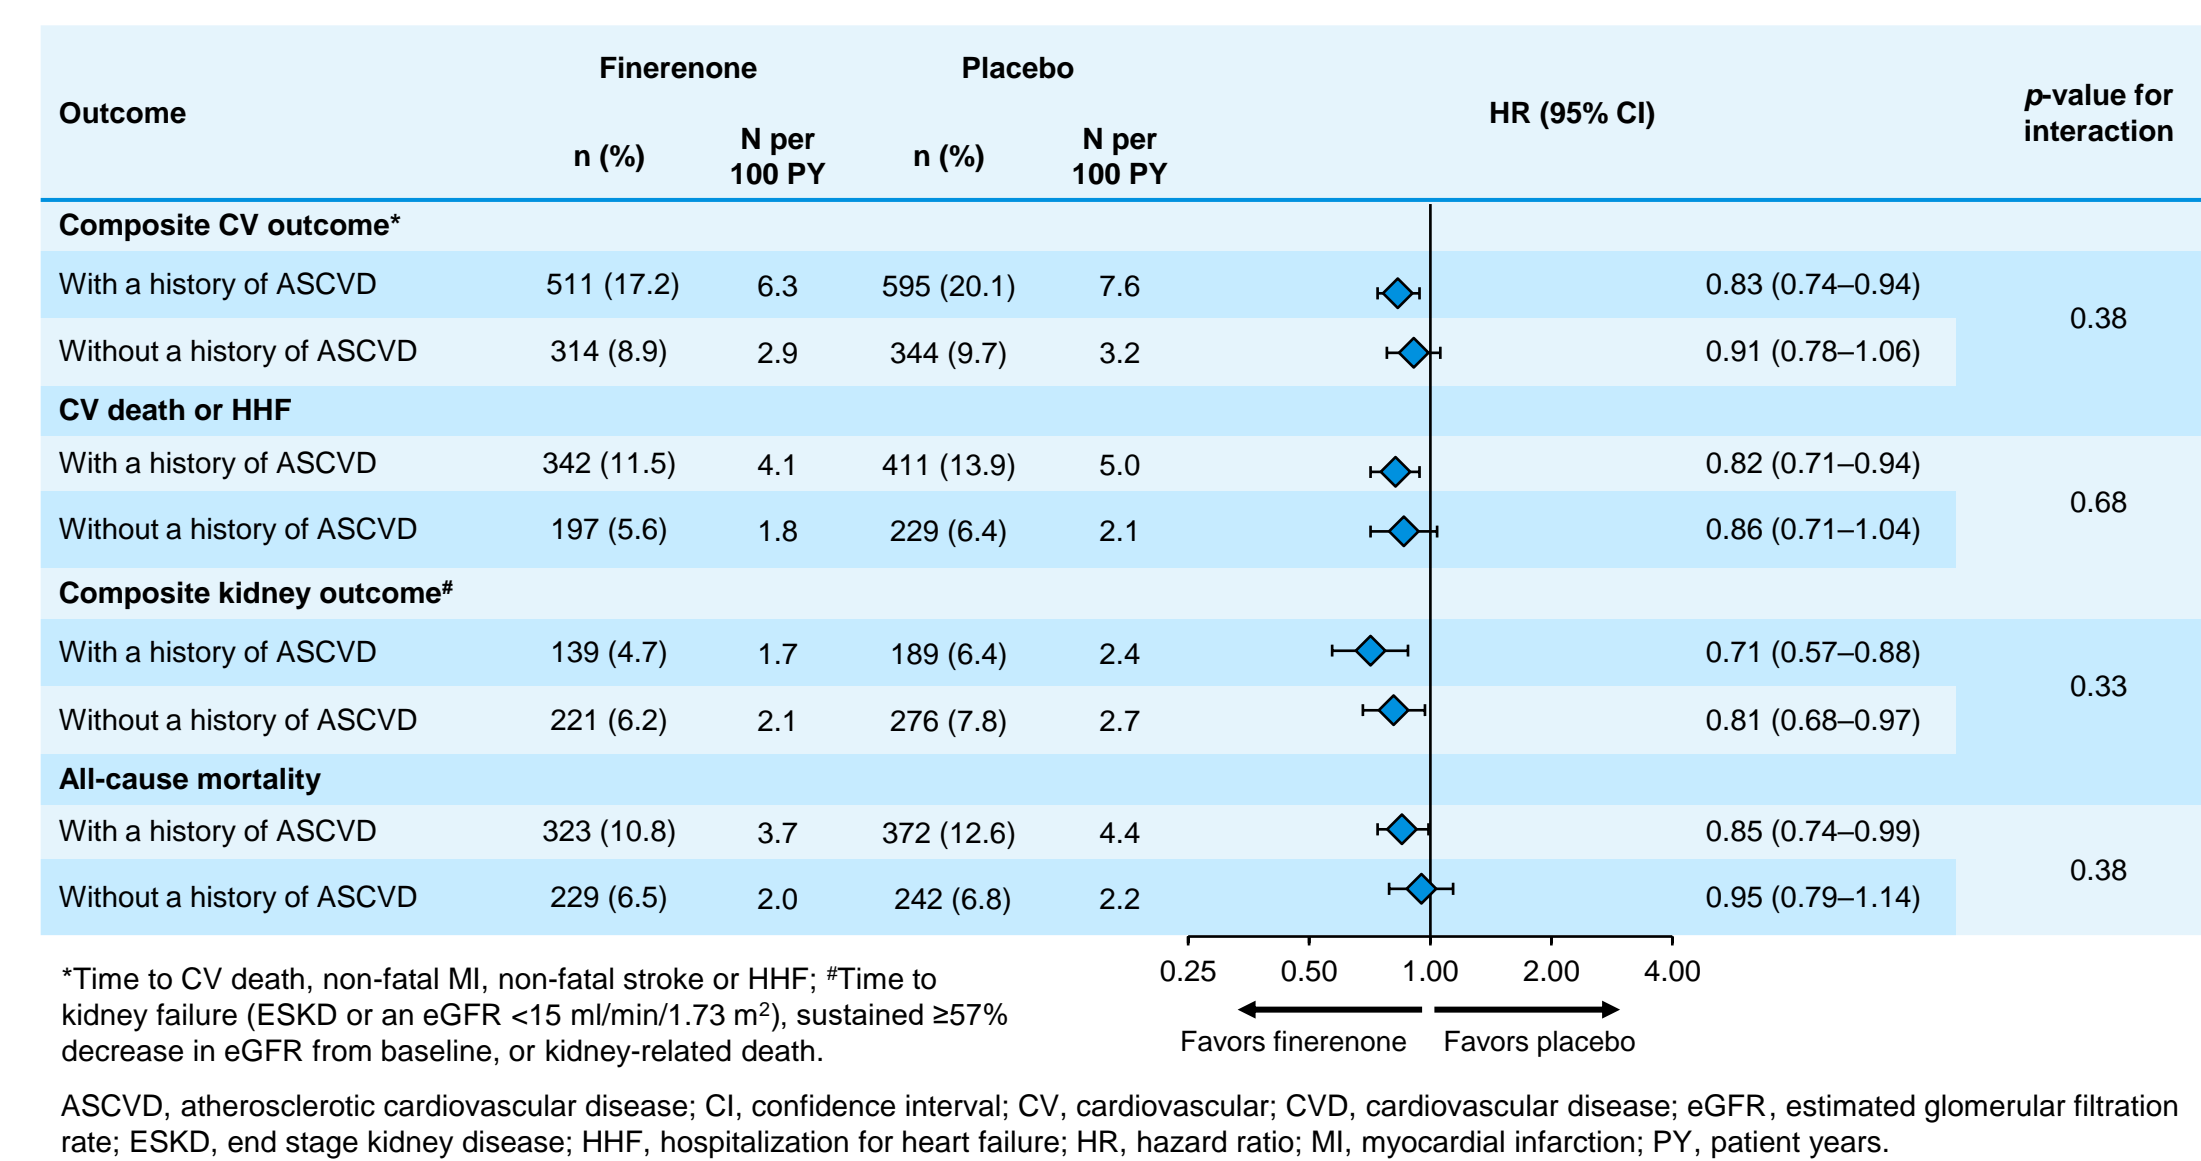 Finerenone Placebo
Outcome HR (95% CI) p-value for interaction
n (%) N per 100 PY n (%) N per 100 PY
Composite CV outcome*
With a history of ASCVD 511 (17.2) 6.3 595 (20.1) 7.6 0.83 (0.74–0.94)
0.38
Without a history of ASCVD 314 (8.9) 2.9 344 (9.7) 3.2 0.91 (0.78–1.06)
CV death or HHF
With a history of ASCVD 342 (11.5) 4.1 411 (13.9) 5.0 0.82 (0.71–0.94)
0.68
Without a history of ASCVD 197 (5.6) 1.8 229 (6.4) 2.1 0.86 (0.71–1.04)
Composite kidney outcome#
With a history of ASCVD 139 (4.7) 1.7 189 (6.4) 2.4 0.71 (0.57–0.88)
0.33
Without a history of ASCVD 221 (6.2) 2.1 276 (7.8) 2.7 0.81 (0.68–0.97)
All-cause mortality
With a history of ASCVD 323 (10.8) 3.7 372 (12.6) 4.4 0.85 (0.74–0.99)
0.38
Without a history of ASCVD 229 (6.5) 2.0 242 (6.8) 2.2 0.95 (0.79–1.14)
0.25 0.50 1.00 2.00 4.00
Favors finerenone Favors placebo
*Time to CV death, non-fatal MI, non-fatal stroke or HHF; #Time to
kidney failure (ESKD or an eGFR <15 ml/min/1.73 m²), sustained ≥57%
decrease in eGFR from baseline, or kidney-related death.
ASCVD, atherosclerotic cardiovascular disease; CI, confidence interval; CV, cardiovascular; CVD, cardiovascular disease; eGFR, estimated glomerular filtration
rate; ESKD, end stage kidney disease; HHF, hospitalization for heart failure; HR, hazard ratio; MI, myocardial infarction; PY, patient years.